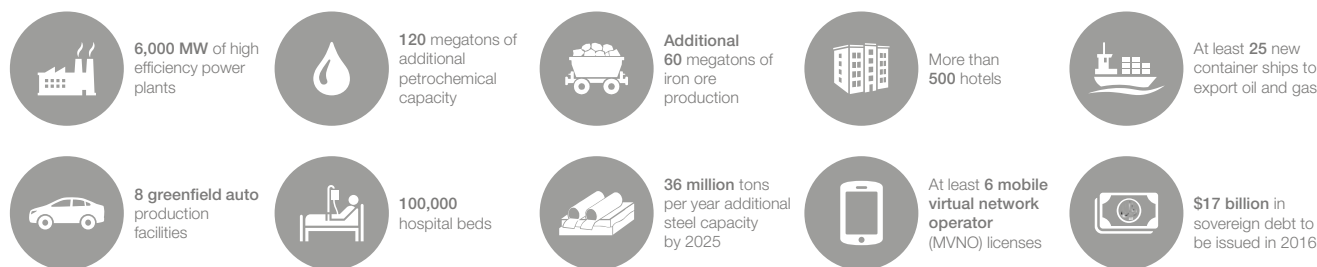 6,000 MW of high
efficiency power
plants
120 megatons of
additional
petrochemical
capacity
Additional
60 megatons of
iron ore
production
More than
500 hotels
At least 25 new
container ships to
export oil and gas
8 greenfield auto
production
facilities
100,000
hospital beds
36 million tons
per year additional
steel capacity
by 2025
At least 6 mobile
virtual network
operator
(MVNO) licenses
$17 billion in
sovereign debt to
be issued in 2016